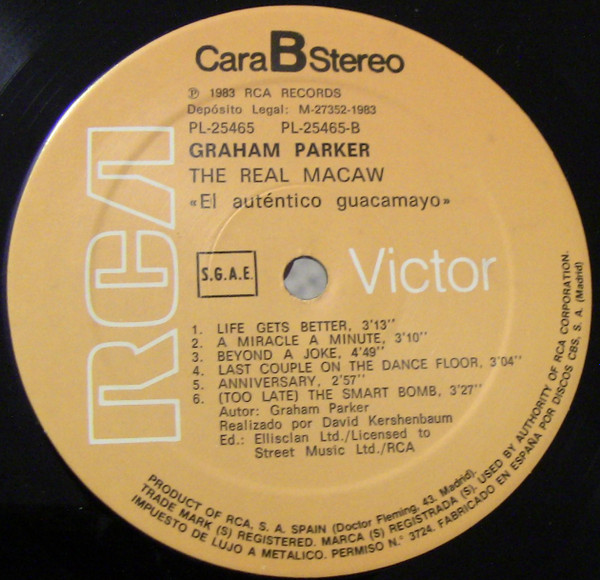 Cara B Stereo
℗ 1983 RCA RECORDS
Depósito Legal: M-27352-1983
PL-25465 PL-25465-B
GRAHAM PARKER
THE REAL MACAW
«El auténtico guacamayo»
RCA
S.G.A.E.
Victor
1. LIFE GETS BETTER, 3'13''
2. A MIRACLE A MINUTE, 3'10''
3. BEYOND A JOKE, 4'49''
4. LAST COUPLE ON THE DANCE FLOOR, 3'04''
5. ANNIVERSARY, 2'57''
6. (TOO LATE) THE SMART BOMB, 3'27''
Autor: Graham Parker
Realizado por David Kershenbaum
Ed.: Ellisclan Ltd./Licensed to
Street Music Ltd./RCA
PRODUCT OF RCA, S. A. SPAIN (Doctor Fleming, 43. Madrid).
TRADE MARK (S) REGISTERED. MARCA (S) REGISTRADA (S). USED BY AUTHORITY OF RCA CORPORATION.
IMPUESTO DE LUJO A METALICO. PERMISO N.° 3724. FABRICADO EN ESPAÑA POR DISCOS CBS, S. A. (Madrid)